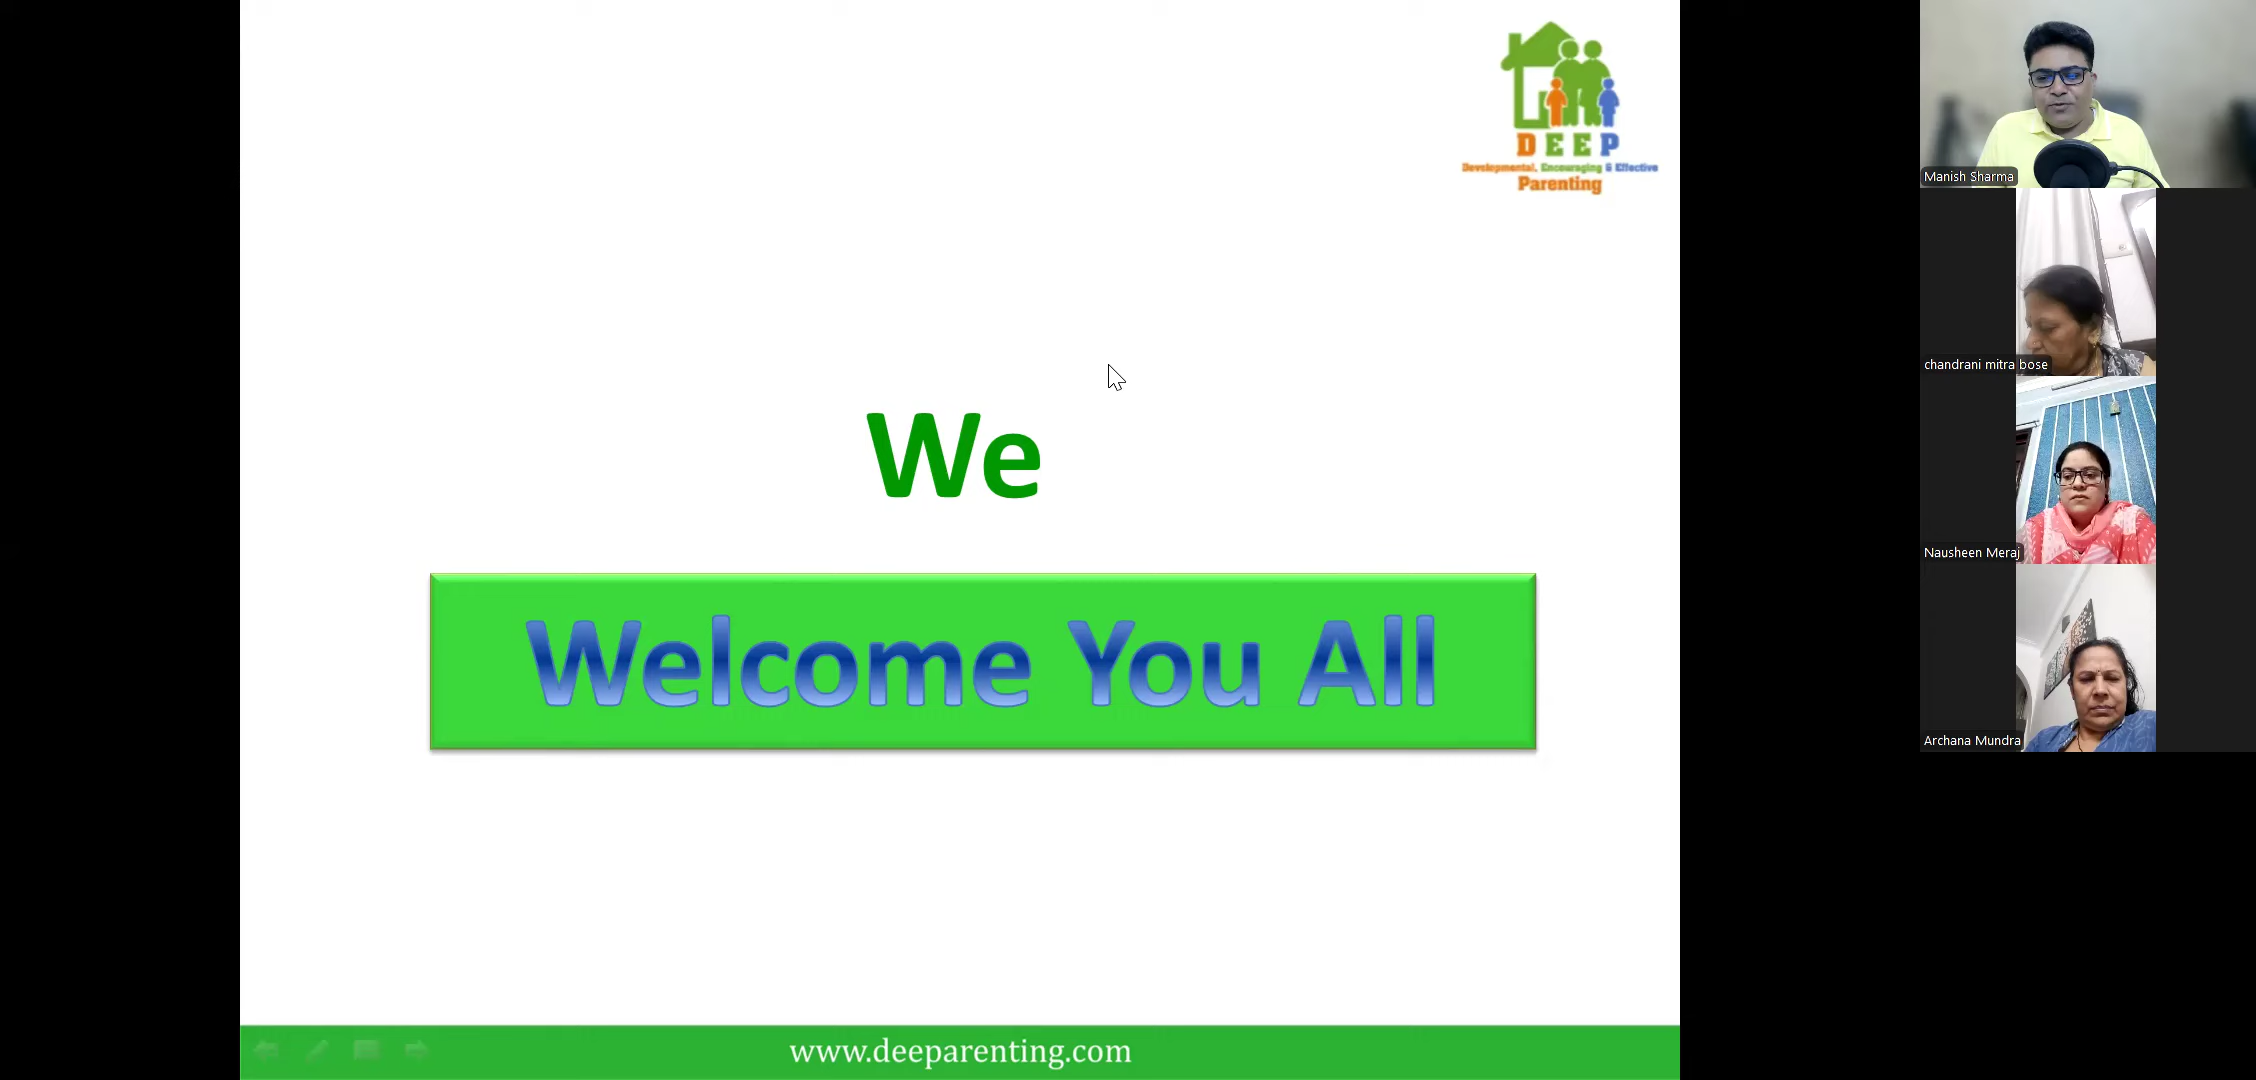 DEEP
Developmental, Encouraging & Effective
Parenting
We
Welcome You All
www.deeparenting.com
Manish Sharma
chandrani mitra bose
Nausheen Meraj
Archana Mundra